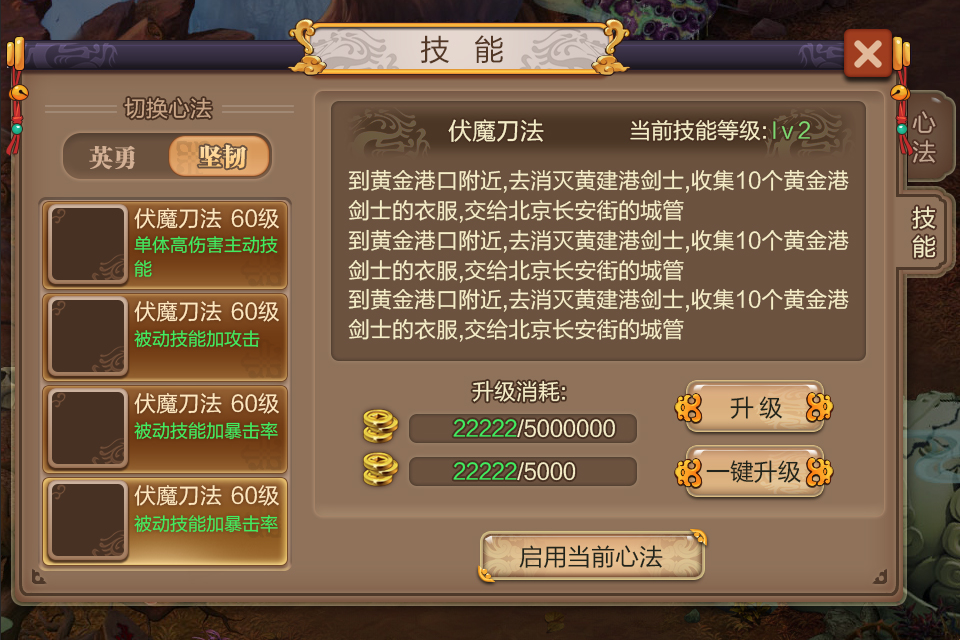 技 能
切换心法
英勇
坚韧
伏魔刀法 60级
单体高伤害主动技
能
伏魔刀法 60级
被动技能加攻击
伏魔刀法 60级
被动技能加暴击率
伏魔刀法 60级
被动技能加暴击率
伏魔刀法
当前技能等级:lv2
到黄金港口附近,去消灭黄建港剑士,收集10个黄金港
剑士的衣服,交给北京长安街的城管
到黄金港口附近,去消灭黄建港剑士,收集10个黄金港
剑士的衣服,交给北京长安街的城管
到黄金港口附近,去消灭黄建港剑士,收集10个黄金港
剑士的衣服,交给北京长安街的城管
升级消耗:
22222/5000000
22222/5000
升 级
一键升级
启用当前心法
心
法
技
能